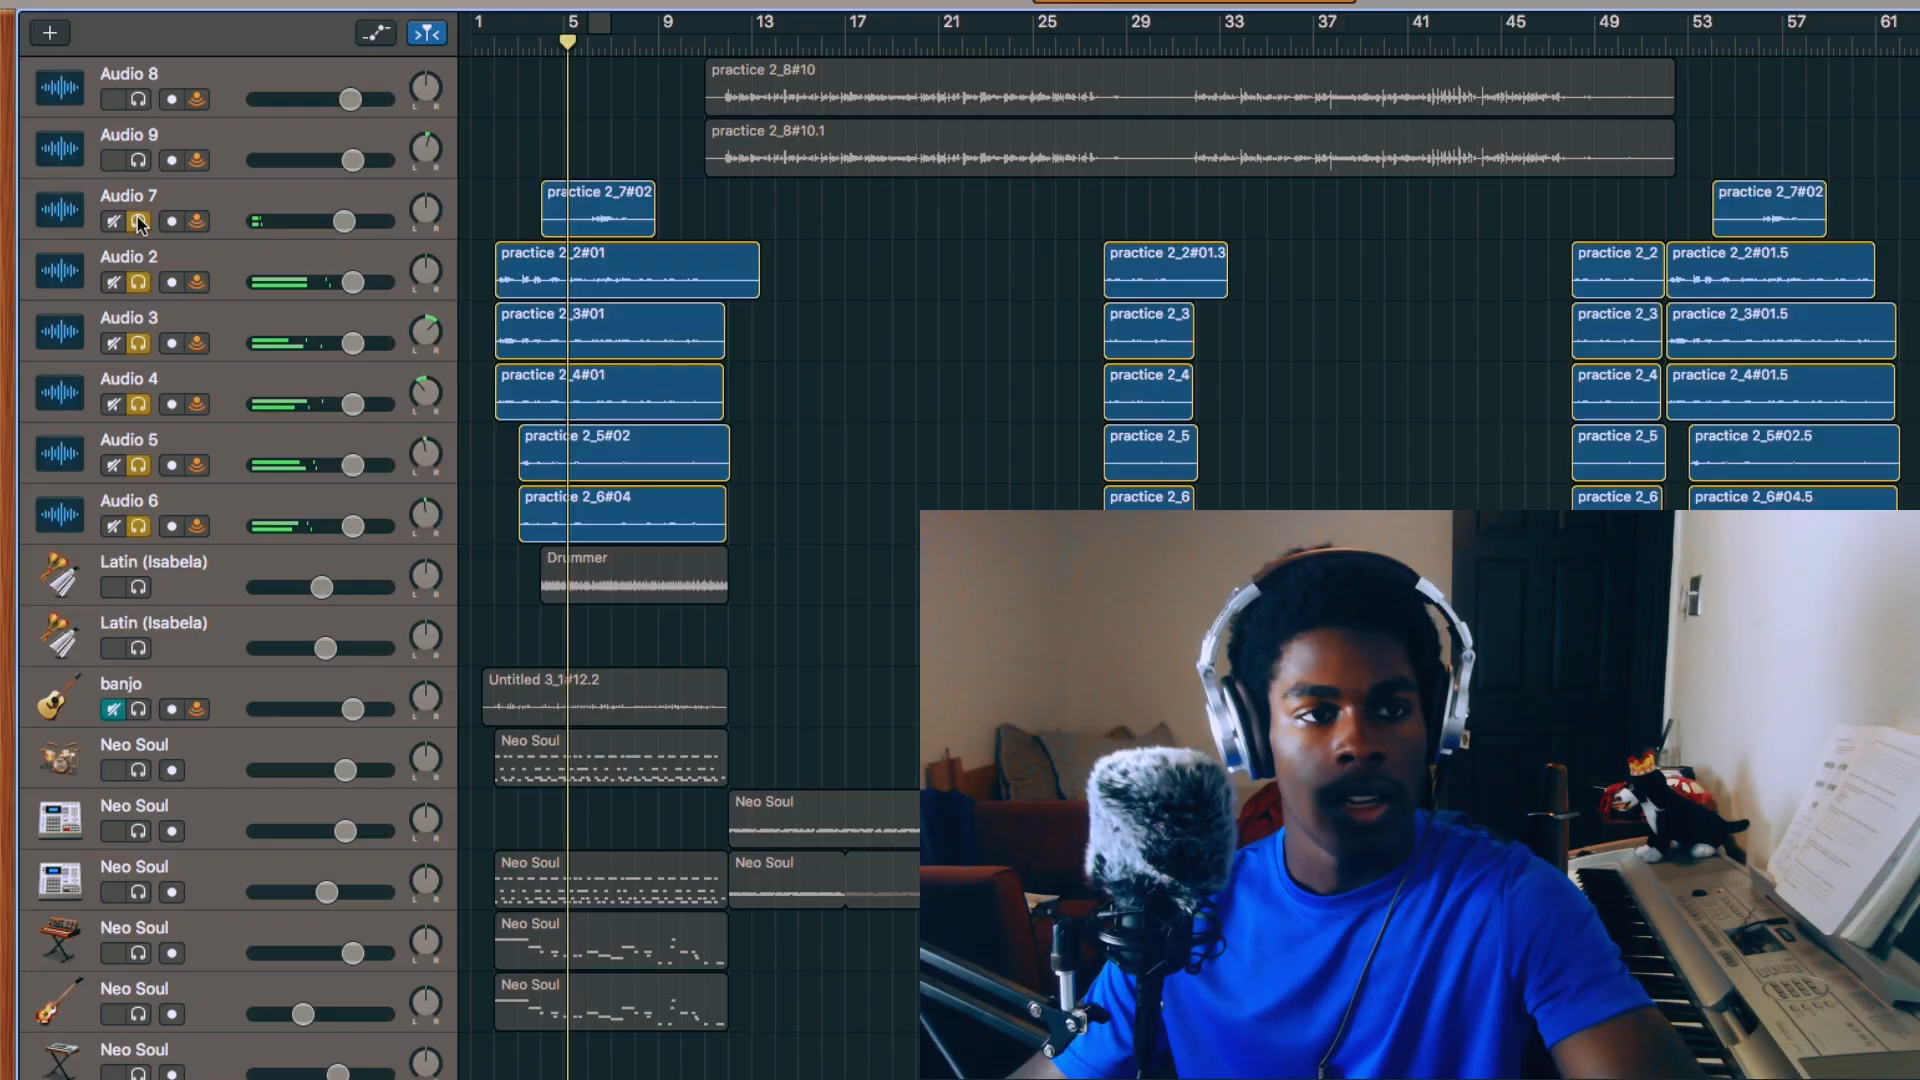 1 5 9 13 17 21 25 29 33 37 41 45 49 53 57 61
Audio 8
practice 2_8#10
L R
Audio 9
practice 2_8#10.1
L R
Audio 7
practice 2_7#02
practice 2_7#02
L R
Audio 2
practice 2_2#01
practice 2_2#01.3
practice 2_2
practice 2_2#01.5
L R
Audio 3
practice 2_3#01
practice 2_3
practice 2_3
practice 2_3#01.5
L R
Audio 4
practice 2_4#01
practice 2_4
practice 2_4
practice 2_4#01.5
L R
Audio 5
practice 2_5#02
practice 2_5
practice 2_5
practice 2_5#02.5
L R
Audio 6
practice 2_6#04
practice 2_6
practice 2_6
practice 2_6#04.5
L R
Latin (Isabela)
Drummer
L R
Latin (Isabela)
L R
banjo
Untitled 3_1#12.2
L R
Neo Soul
Neo Soul
L R
Neo Soul
Neo Soul
L R
Neo Soul
Neo Soul
Neo Soul
L R
Neo Soul
Neo Soul
L R
Neo Soul
Neo Soul
L R
Neo Soul